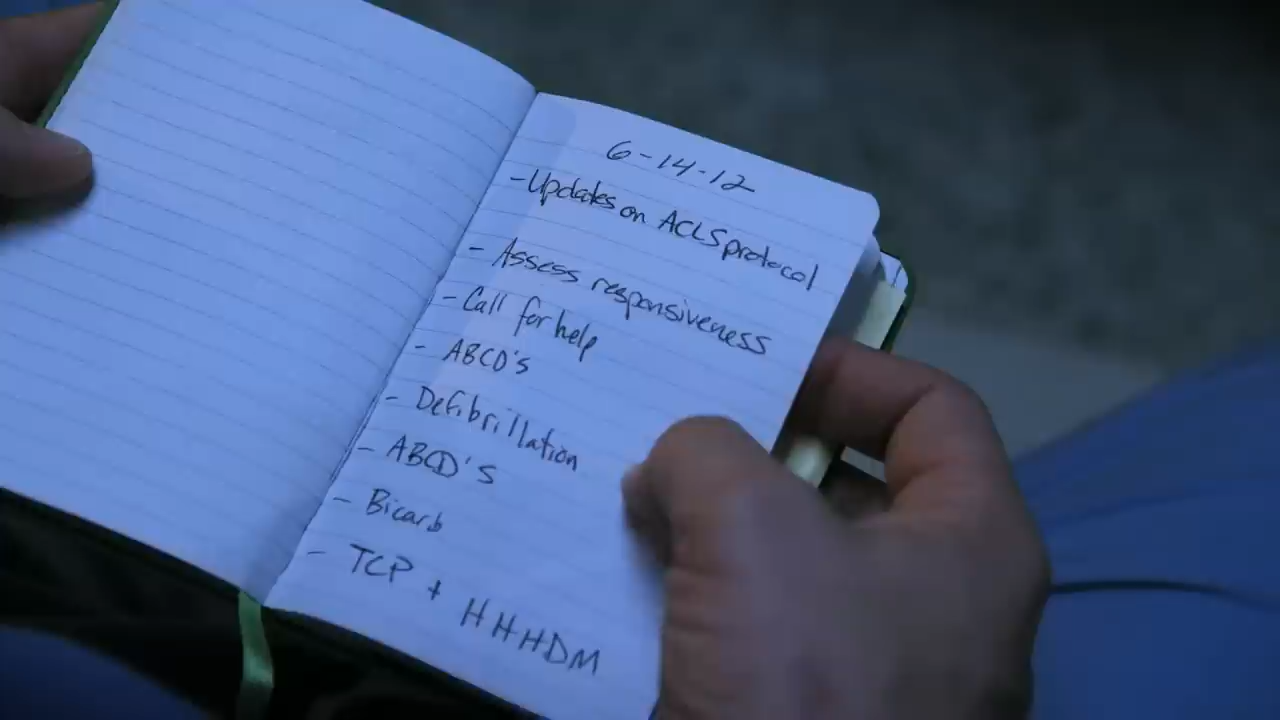 6-14-12
- Updates on ACLS protocol
- Assess responsiveness
- Call for help
- ABCD's
- Defibrillation
- ABCD's
- Bicarb
- TCP + HHHDM